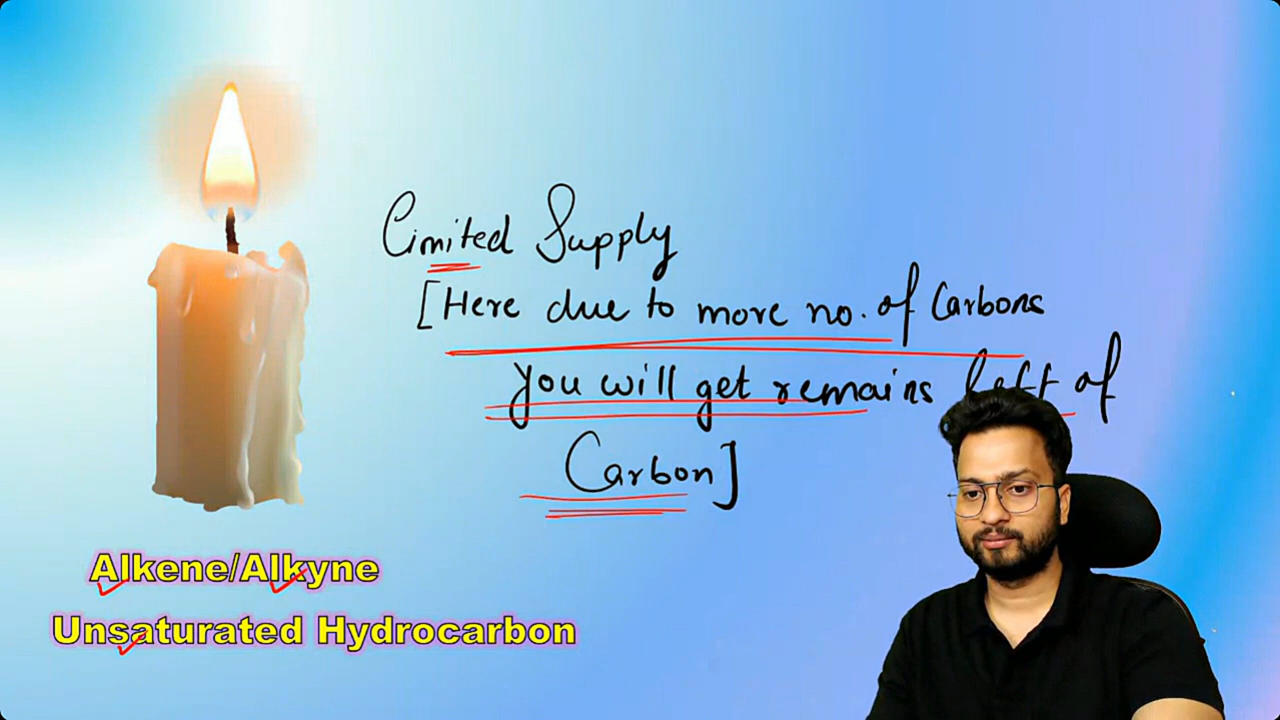 Limited Supply
[Here due to more no. of Carbons
you will get remains left of
Carbon]
Alkene/Alkyne
Unsaturated Hydrocarbon